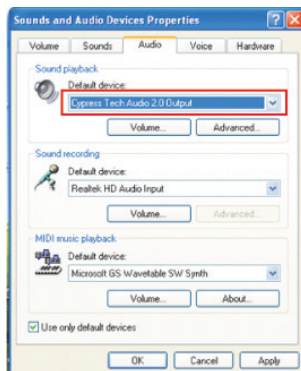 Sounds and Audio Devices Properties
Volume Sounds Audio Voice Hardware
Sound playback
Default device:
Cypress Tech Audio 2.0 Output
Volume... Advanced...
Sound recording
Default device:
Realtek HD Audio Input
Volume... Advanced...
MIDI music playback
Default device:
Microsoft GS Wavetable SW Synth
Volume... About...
Use only default devices
OK Cancel Apply